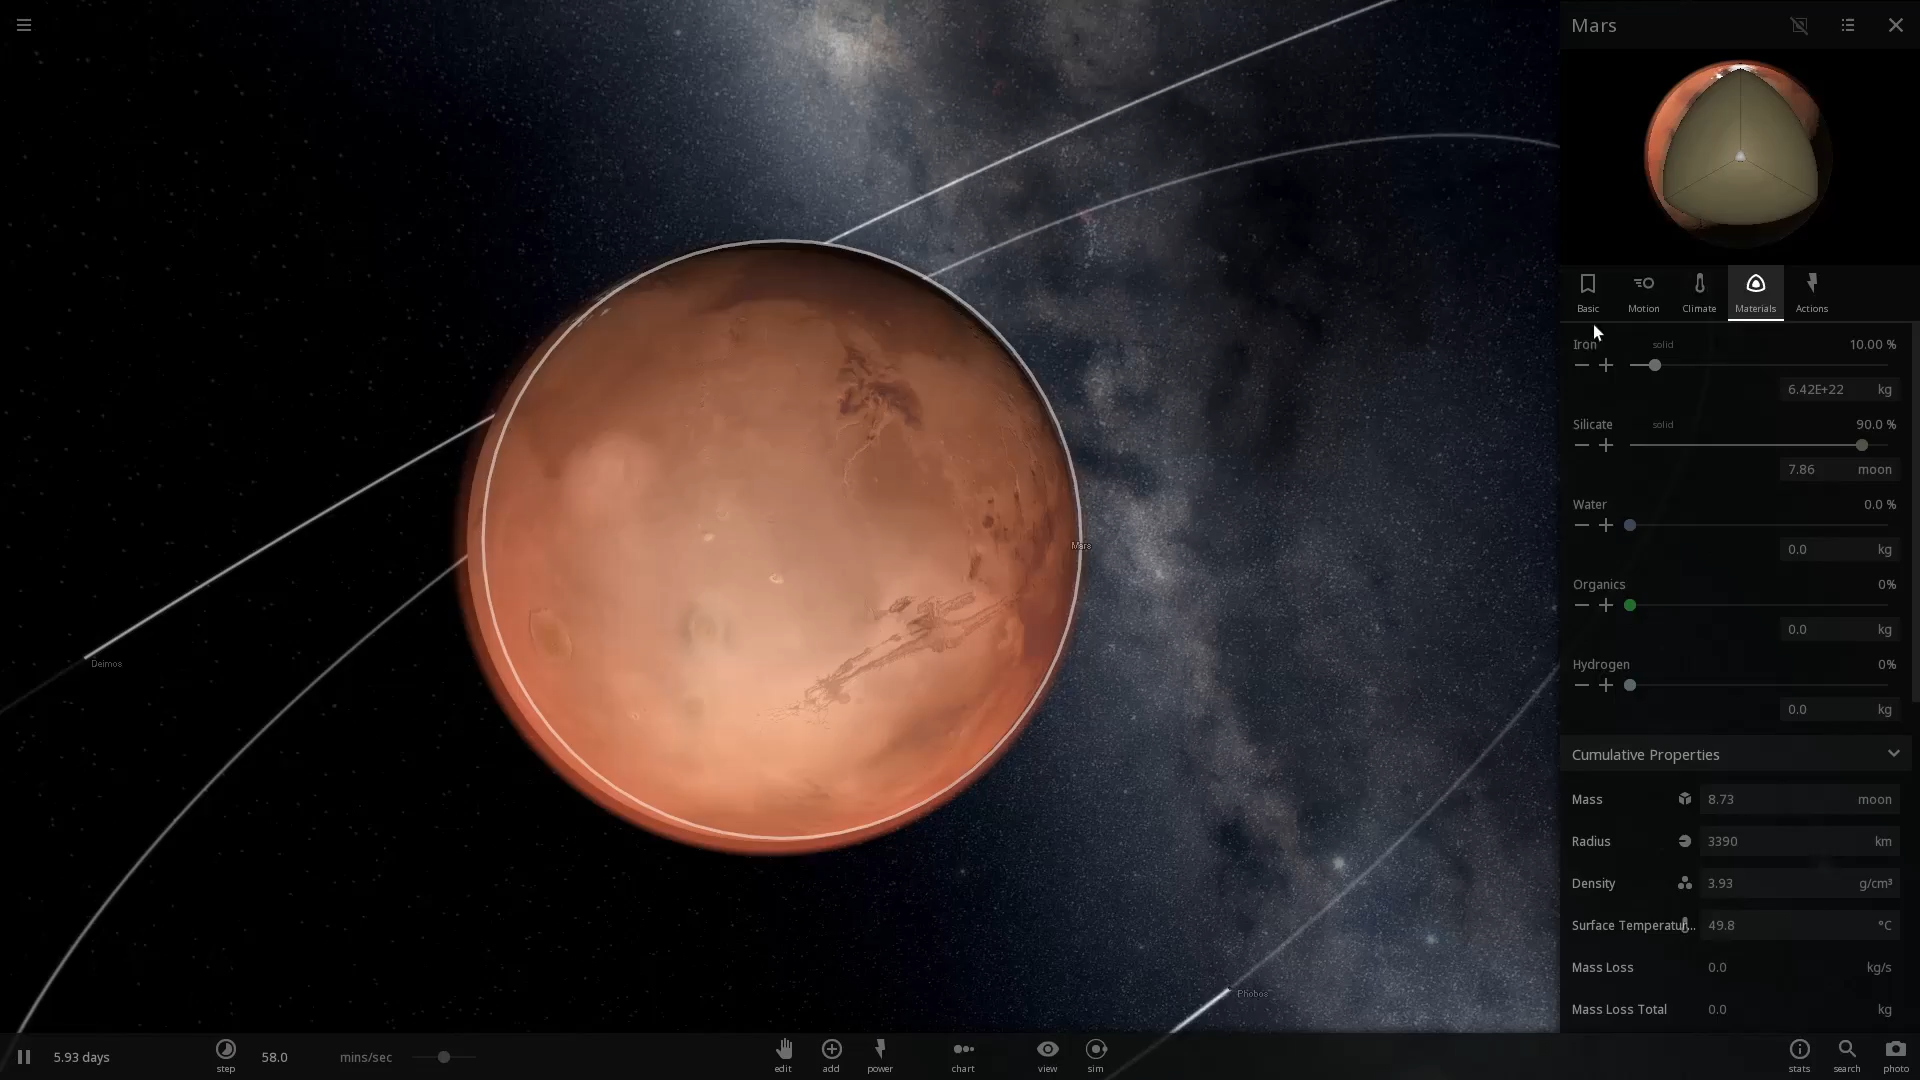 Mars
Basic
Motion
Climate
Materials
Actions
Iron solid 10.00 %
6.42E+22 kg
Silicate solid 90.0 %
7.86 moon
Water 0.0 %
0.0 kg
Organics 0%
0.0 kg
Hydrogen 0%
0.0 kg
Cumulative Properties
Mass 8.73 moon
Radius 3390 km
Density 3.93 g/cm³
Surface Temperatur... 49.8 °C
Mass Loss 0.0 kg/s
Mass Loss Total 0.0 kg
Mars
Deimos
Phobos
5.93 days
step
58.0 mins/sec
edit
add
power
chart
view
sim
stats
search
photo